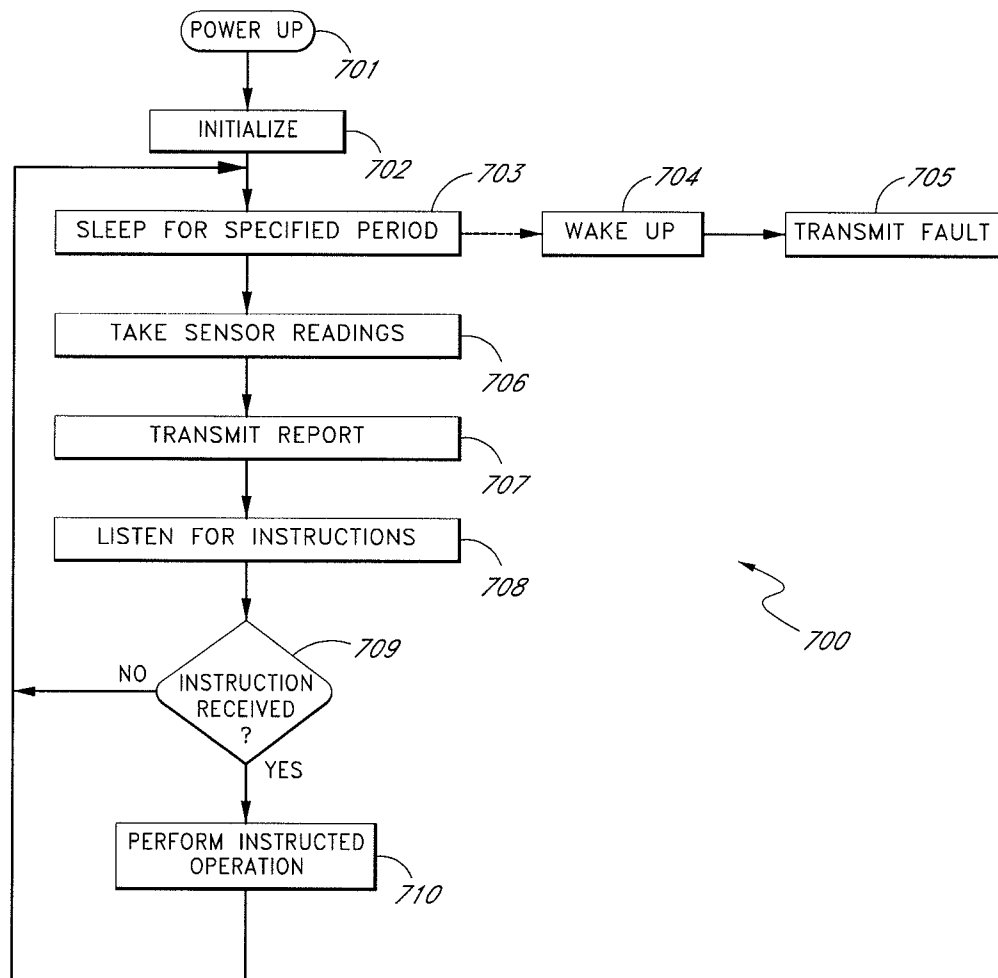 POWER UP
701
INITIALIZE
702
703
704
705
SLEEP FOR SPECIFIED PERIOD
WAKE UP
TRANSMIT FAULT
TAKE SENSOR READINGS
706
TRANSMIT REPORT
707
LISTEN FOR INSTRUCTIONS
708
700
709
NO
INSTRUCTION
RECEIVED
?
YES
PERFORM INSTRUCTED
OPERATION
710